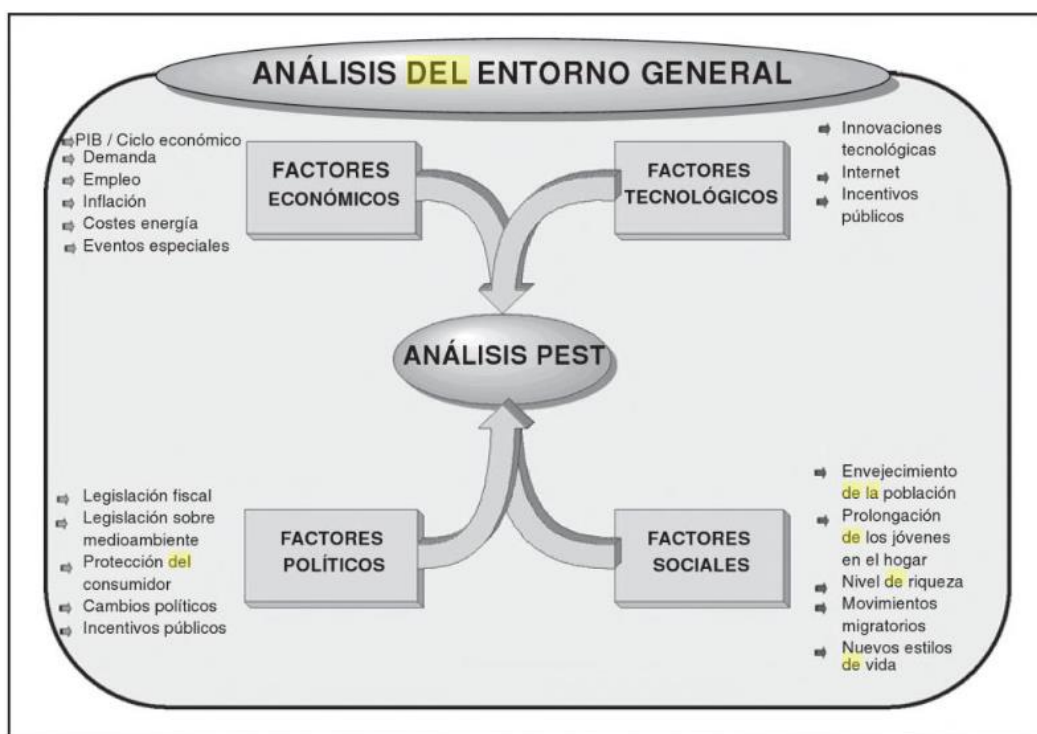 ANÁLISIS DEL ENTORNO GENERAL
PIB / Ciclo económico
Demanda
Empleo
Inflación
Costes energía
Eventos especiales
FACTORES
ECONÓMICOS
FACTORES
TECNOLÓGICOS
Innovaciones
tecnológicas
Internet
Incentivos
públicos
ANÁLISIS PEST
Legislación fiscal
Legislación sobre
medioambiente
Protección del
consumidor
Cambios políticos
Incentivos públicos
FACTORES
POLÍTICOS
FACTORES
SOCIALES
Envejecimiento
de la población
Prolongación
de los jóvenes
en el hogar
Nivel de riqueza
Movimientos
migratorios
Nuevos estilos
de vida